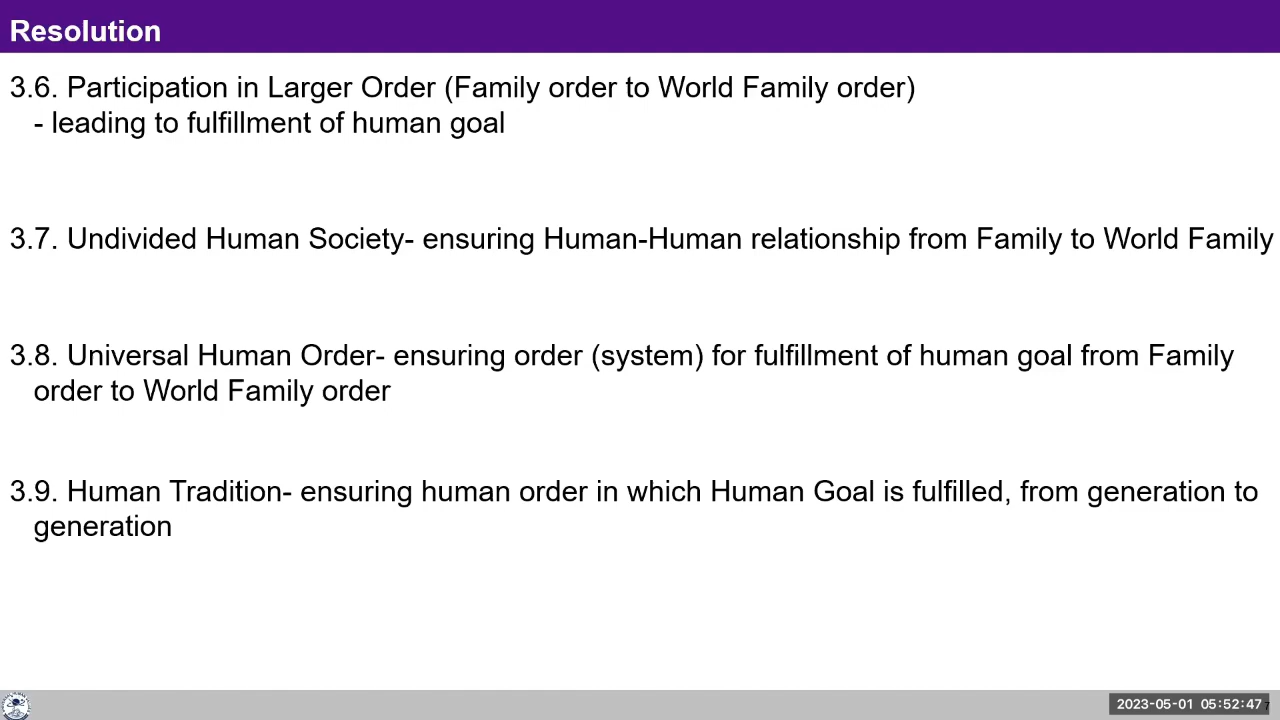 Resolution
3.6. Participation in Larger Order (Family order to World Family order)
- leading to fulfillment of human goal
3.7. Undivided Human Society- ensuring Human-Human relationship from Family to World Family
3.8. Universal Human Order- ensuring order (system) for fulfillment of human goal from Family
order to World Family order
3.9. Human Tradition- ensuring human order in which Human Goal is fulfilled, from generation to
generation
2023-05-01 05:52:47
7